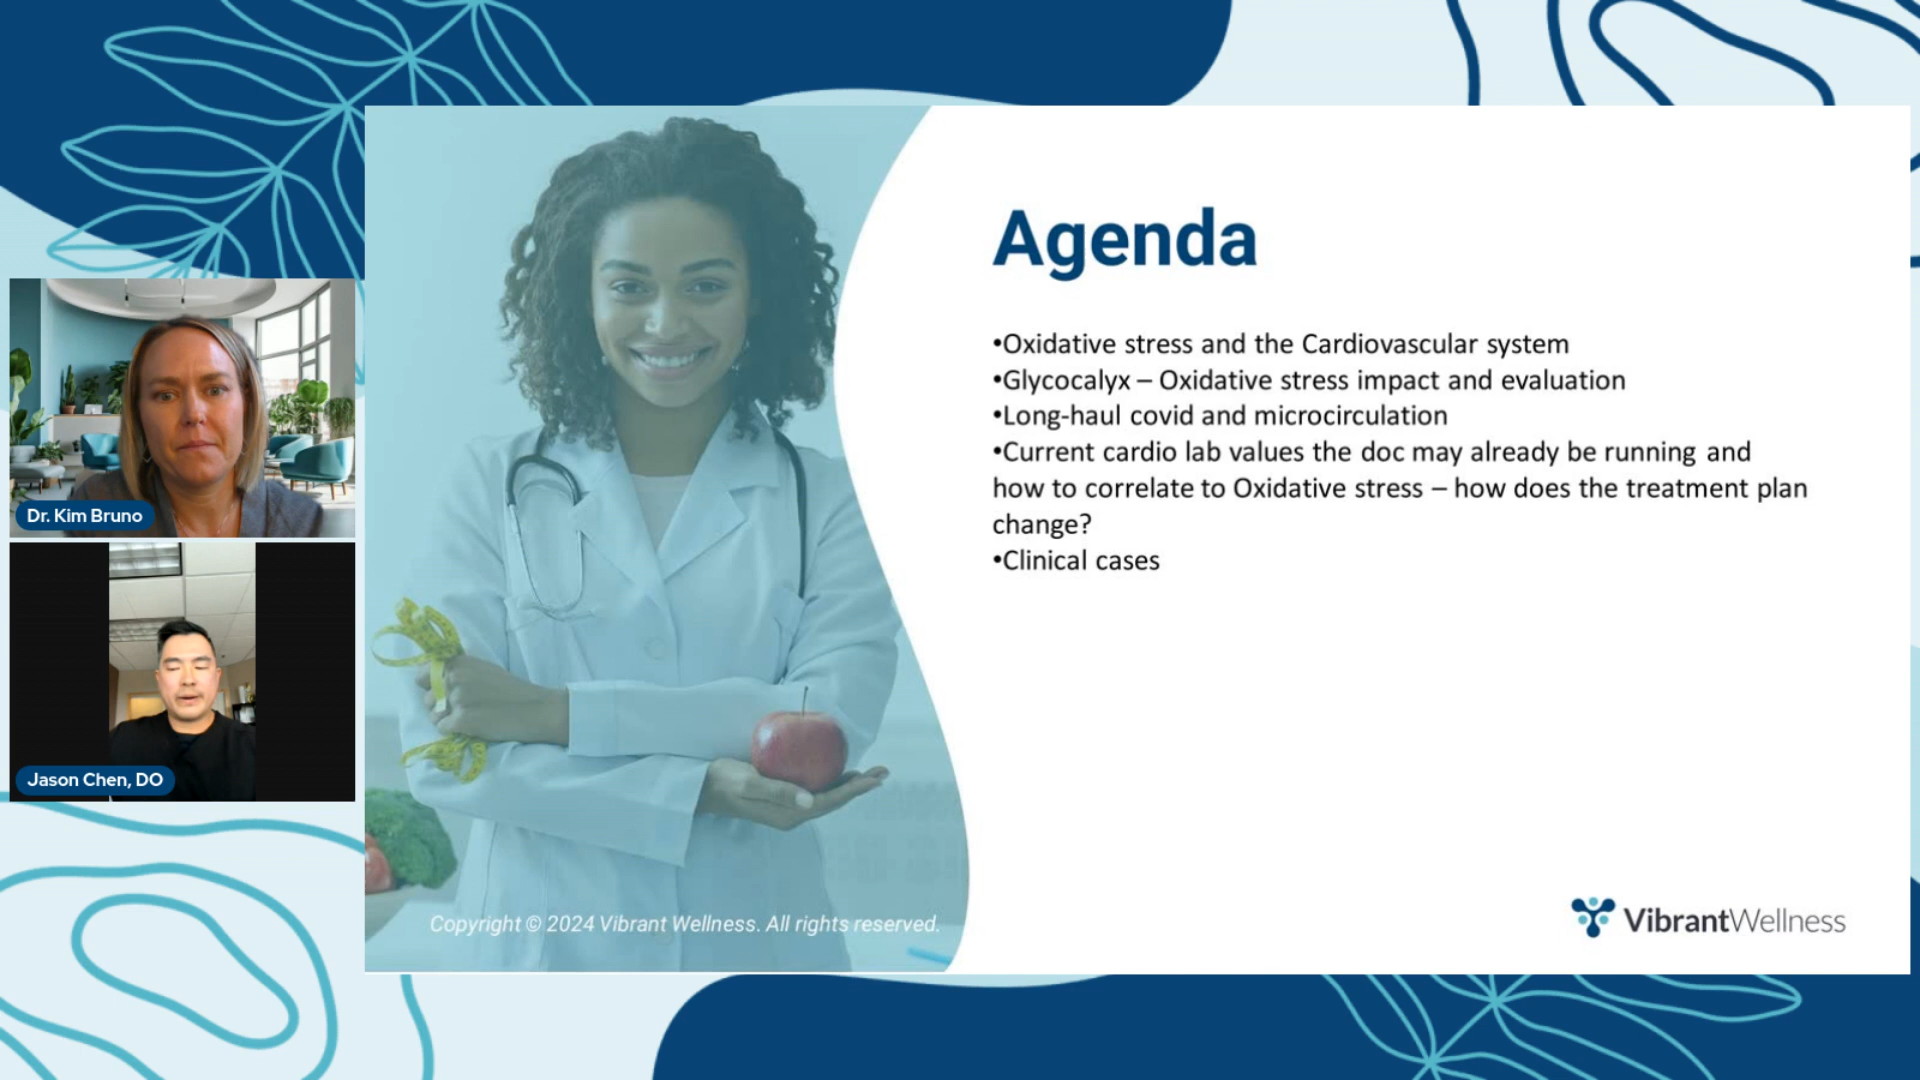 Agenda
•Oxidative stress and the Cardiovascular system
•Glycocalyx – Oxidative stress impact and evaluation
•Long-haul covid and microcirculation
•Current cardio lab values the doc may already be running and
how to correlate to Oxidative stress – how does the treatment plan
change?
•Clinical cases
Dr. Kim Bruno
Jason Chen, DO
Copyright © 2024 Vibrant Wellness. All rights reserved.
VibrantWellness